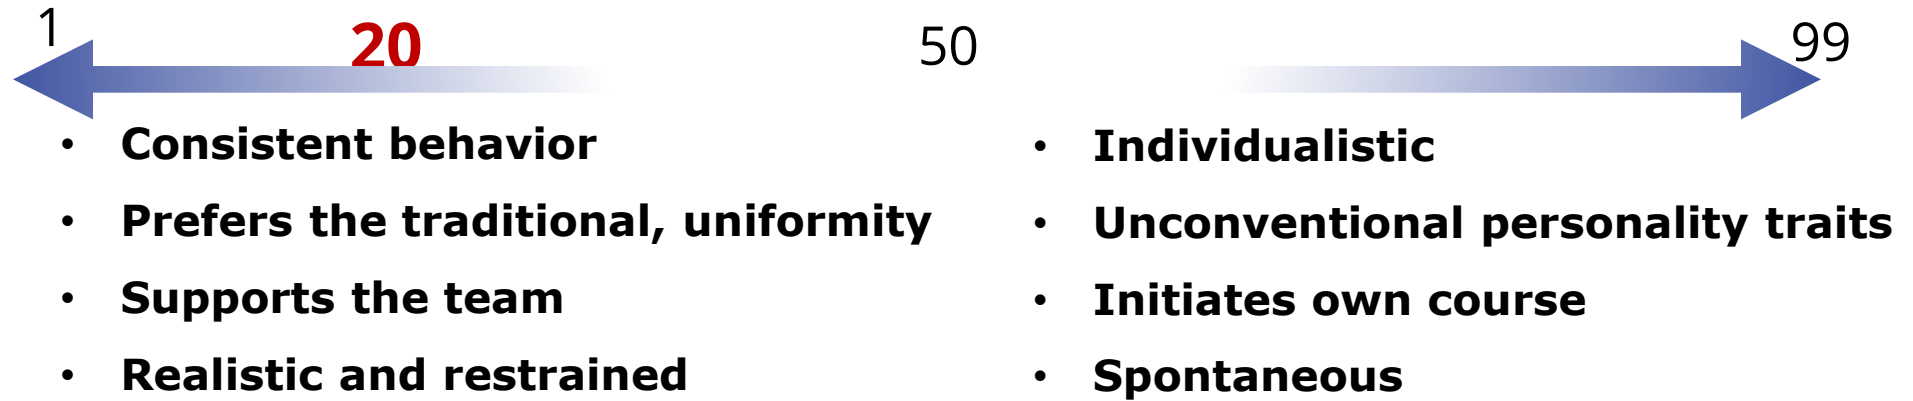 1 20 50 99
• Consistent behavior
• Prefers the traditional, uniformity
• Supports the team
• Realistic and restrained
• Individualistic
• Unconventional personality traits
• Initiates own course
• Spontaneous